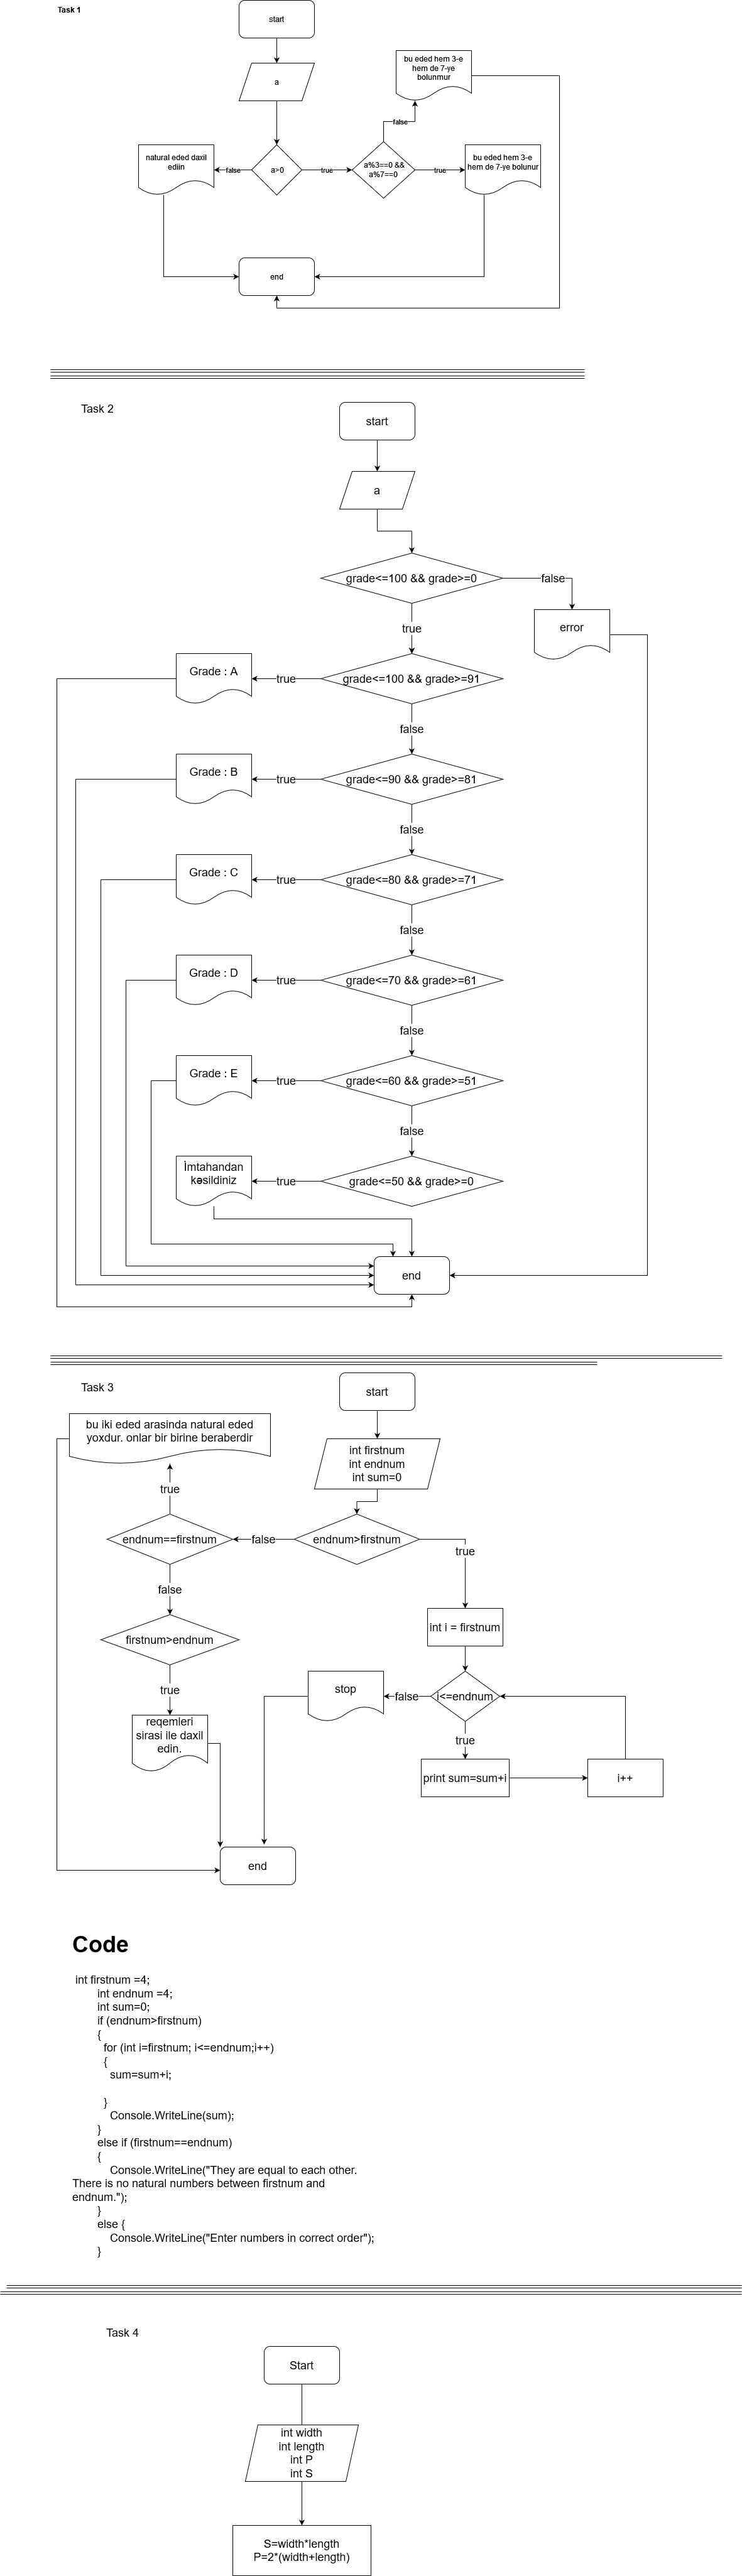 Task 1
start
a
bu eded hem 3-e
hem de 7-ye
bolunmur
false
natural eded daxil
ediin
false
a>0
true
a%3==0 &&
a%7==0
true
bu eded hem 3-e
hem de 7-ye bolunur
end
Task 2
start
a
grade<=100 && grade>=0
false
error
true
Grade : A
true
grade<=100 && grade>=91
false
Grade : B
true
grade<=90 && grade>=81
false
Grade : C
true
grade<=80 && grade>=71
false
Grade : D
true
grade<=70 && grade>=61
false
Grade : E
true
grade<=60 && grade>=51
false
İmtahandan
kəsildiniz
true
grade<=50 && grade>=0
end
Task 3
start
bu iki eded arasinda natural eded
yoxdur. onlar bir birine beraberdir
int firstnum
int endnum
int sum=0
true
endnum==firstnum
false
endnum>firstnum
true
false
int i = firstnum
firstnum>endnum
true
stop
false
i<=endnum
reqemleri
sirasi ile daxil
edin.
true
print sum=sum+i
i++
end
Code
int firstnum =4;
int endnum =4;
int sum=0;
if (endnum>firstnum)
{
for (int i=firstnum; i<=endnum;i++)
{
sum=sum+i;
}
Console.WriteLine(sum);
}
else if (firstnum==endnum)
{
Console.WriteLine("They are equal to each other.
There is no natural numbers between firstnum and
endnum.");
}
else {
Console.WriteLine("Enter numbers in correct order");
}
Task 4
Start
int width
int length
int P
int S
S=width*length
P=2*(width+length)